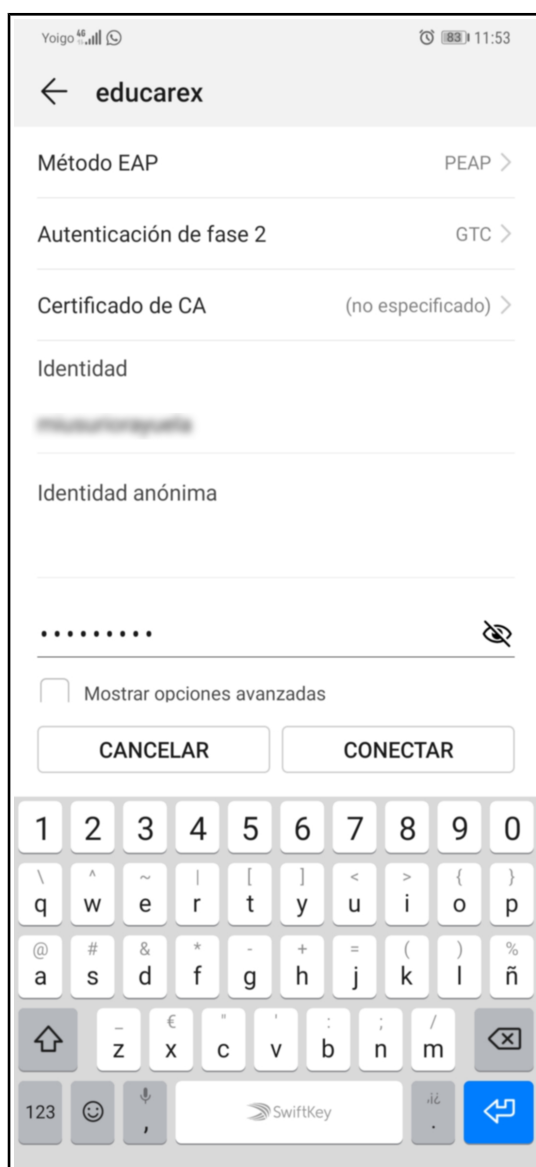 Yoigo 4G 83 11:53
educarex
Método EAP PEAP
Autenticación de fase 2 GTC
Certificado de CA (no especificado)
Identidad
miusuriorayuela
Identidad anónima
•••••••••
Mostrar opciones avanzadas
CANCELAR CONECTAR
1 2 3 4 5 6 7 8 9 0
\ ^ ~ | [ ] < > { }
q w e r t y u i o p
@ # & * - + = ( ) %
a s d f g h j k l ñ
_ € " ' : ; /
z x c v b n m
123 , SwiftKey ¡¿ .